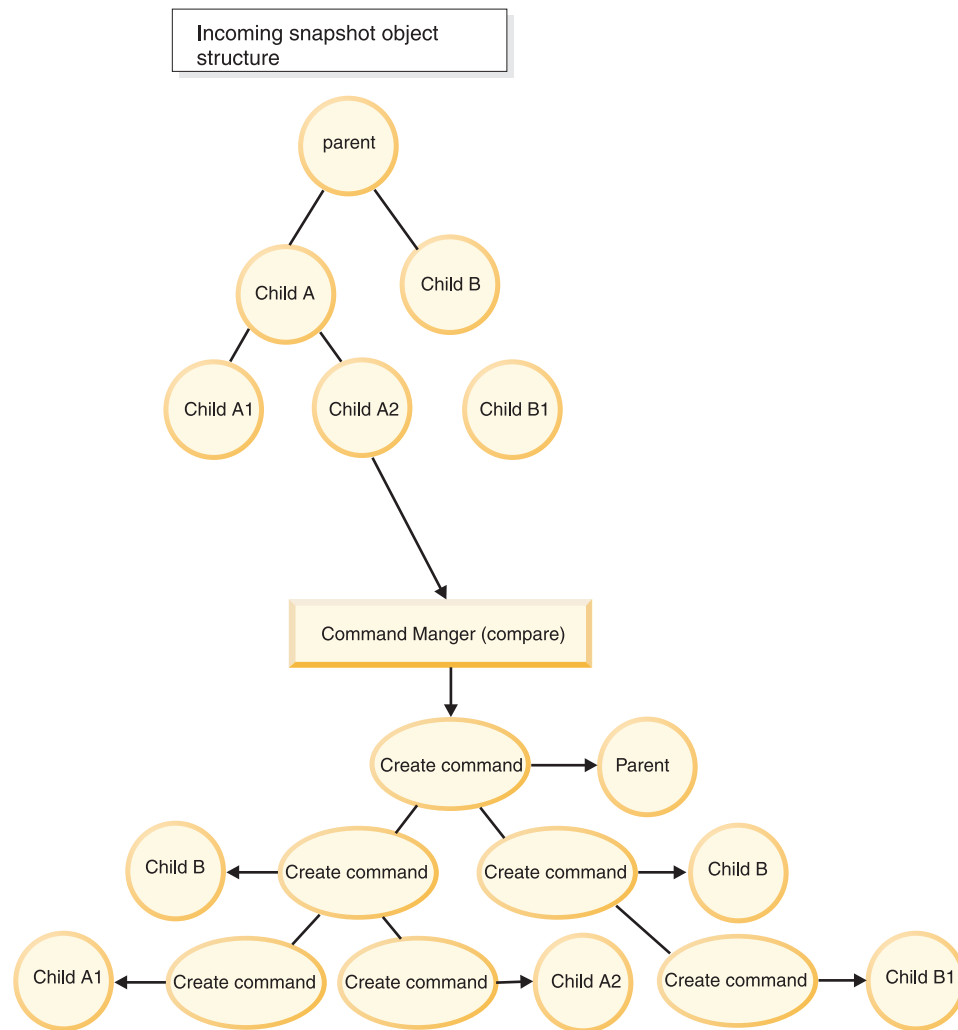 Incoming snapshot object
structure
parent
Child A
Child B
Child A1
Child A2
Child B1
Command Manger (compare)
Create command
Parent
Child B
Create command
Create command
Child B
Child A1
Create command
Create command
Child A2
Create command
Child B1